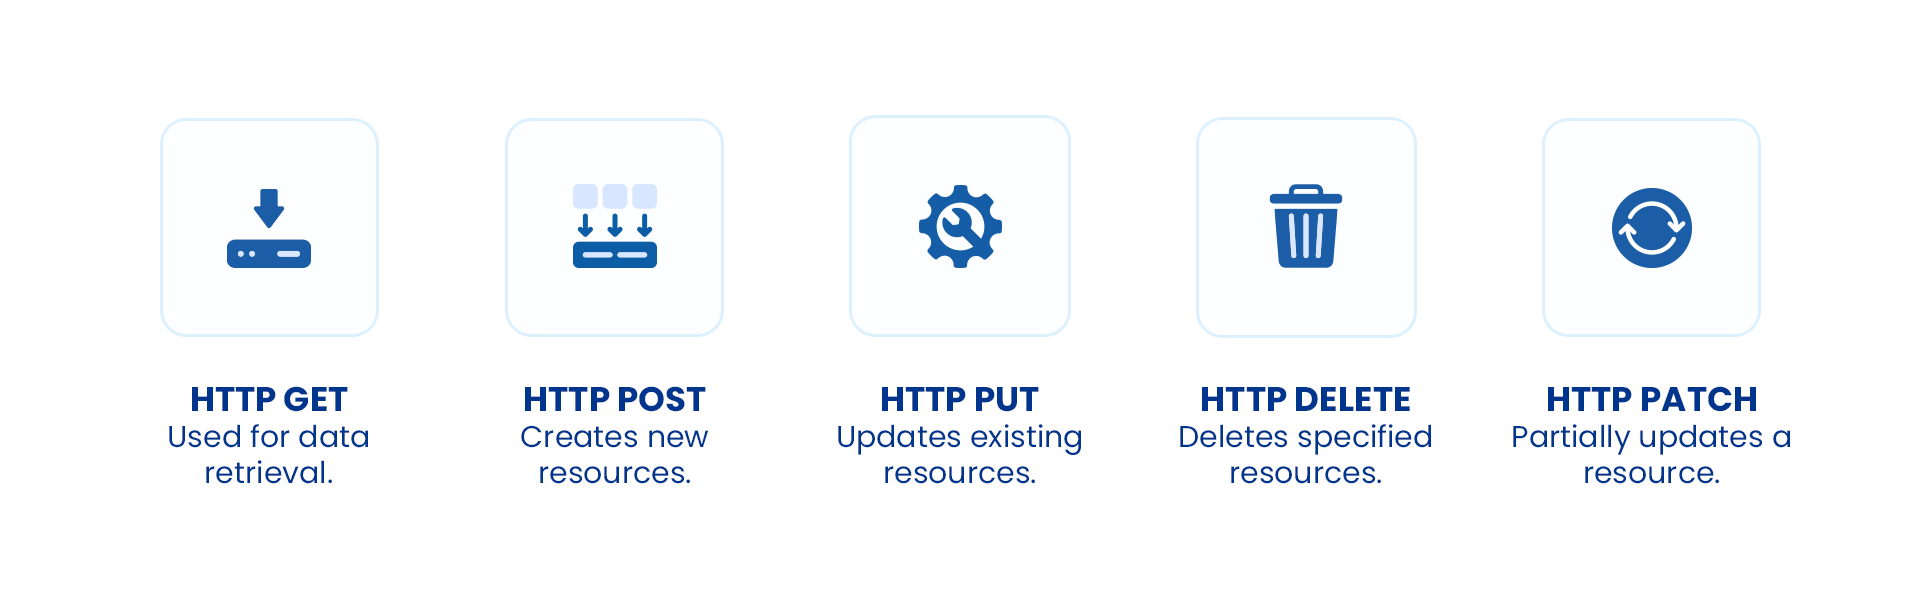 HTTP GET
Used for data
retrieval.
HTTP POST
Creates new
resources.
HTTP PUT
Updates existing
resources.
HTTP DELETE
Deletes specified
resources.
HTTP PATCH
Partially updates a
resource.